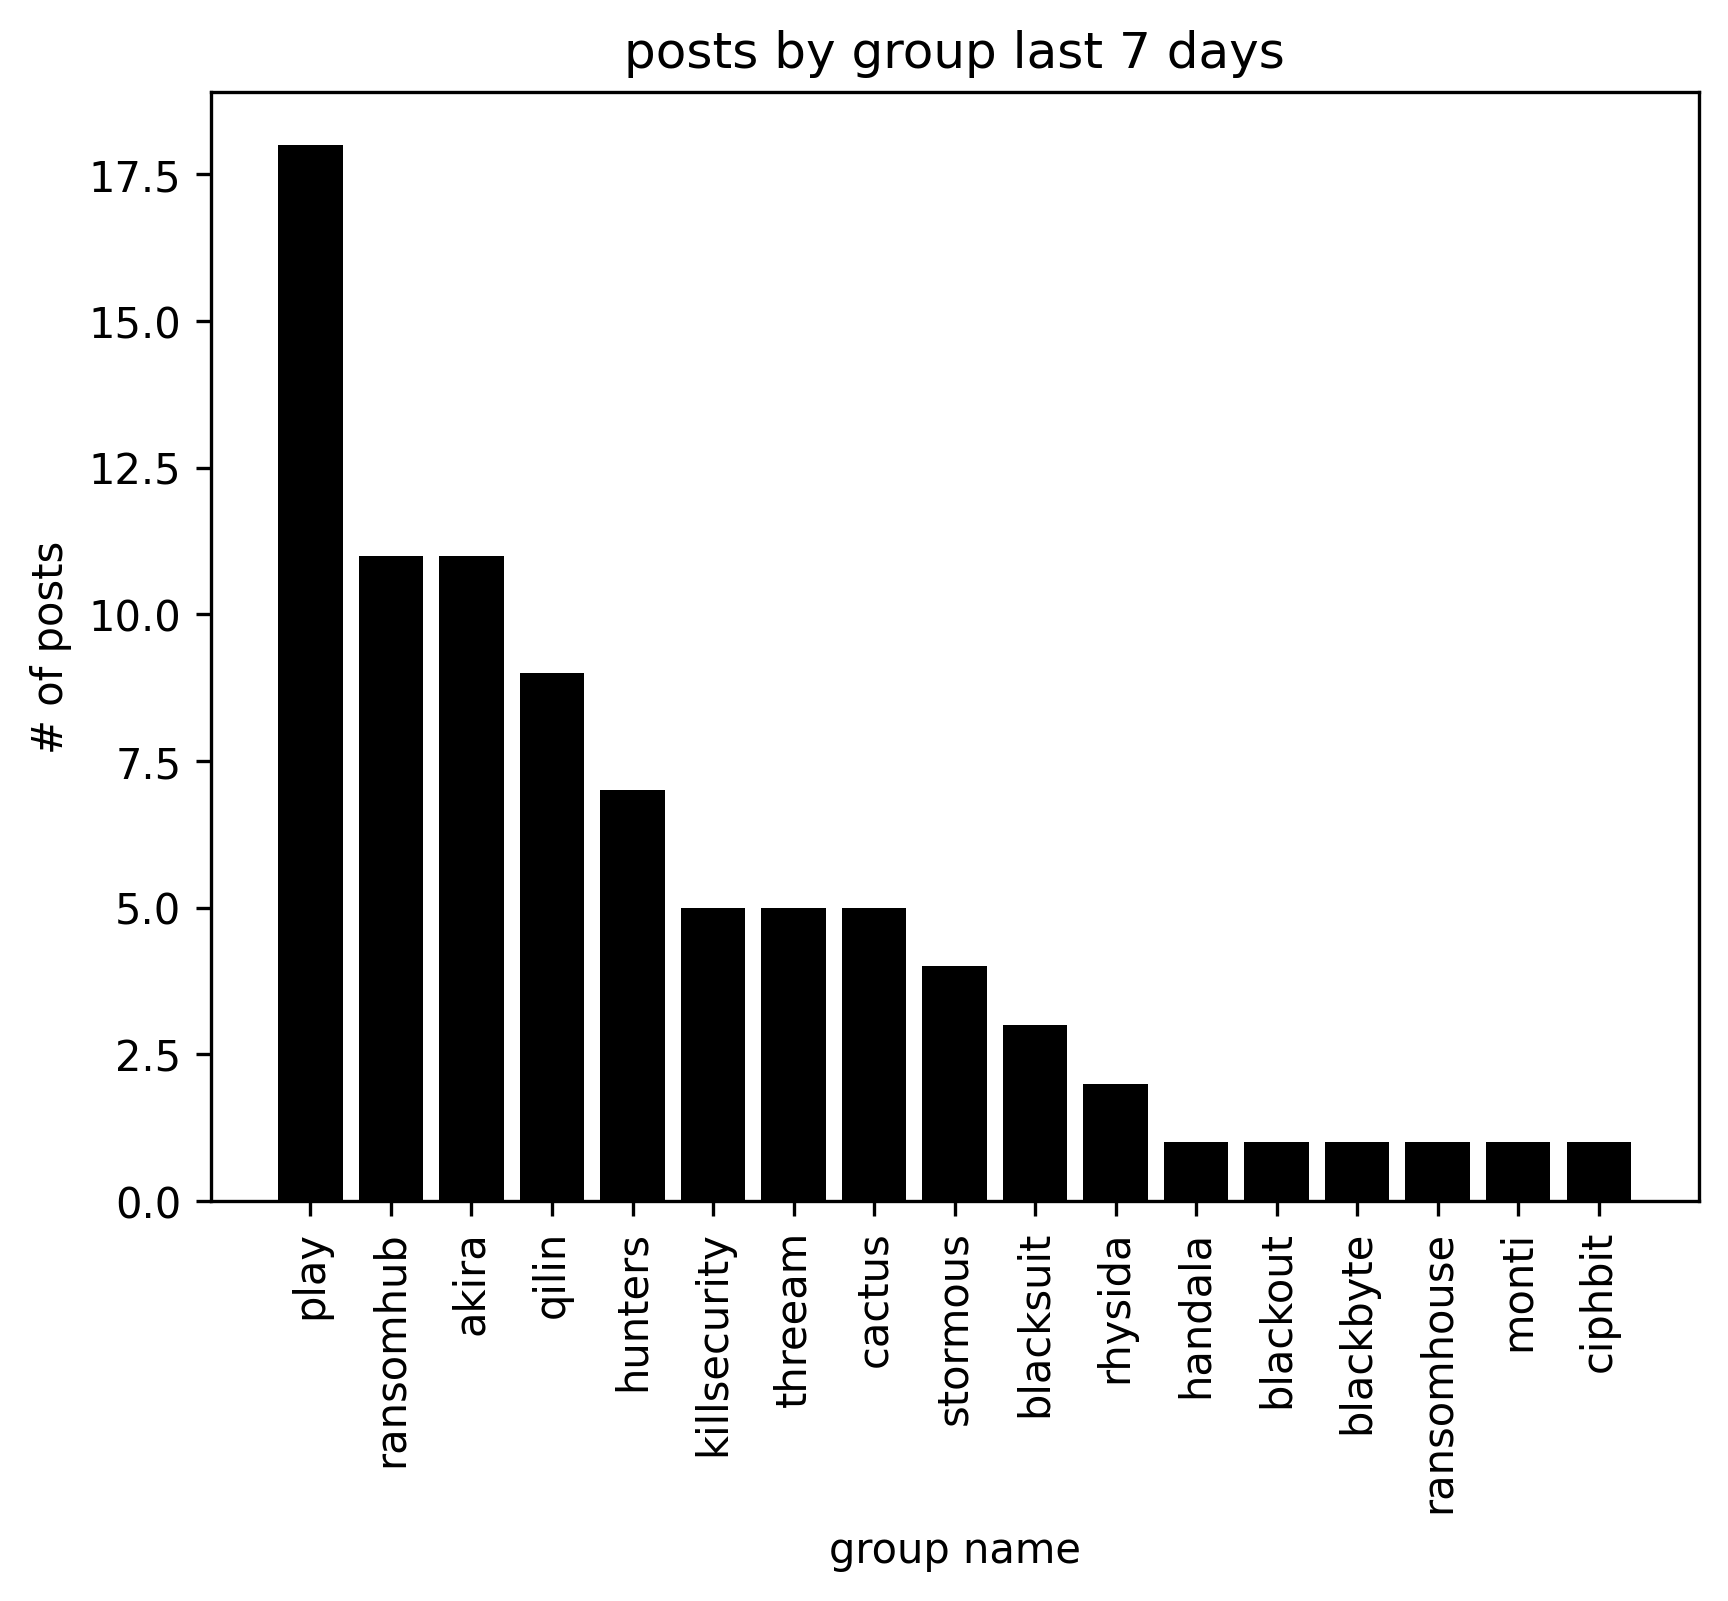 posts by group last 7 days
# of posts
17.5
15.0
12.5
10.0
7.5
5.0
2.5
0.0
play
ransomhub
akira
qilin
hunters
killsecurity
threeam
cactus
stormous
blacksuit
rhysida
handala
blackout
blackbyte
ransomhouse
monti
ciphbit
group name